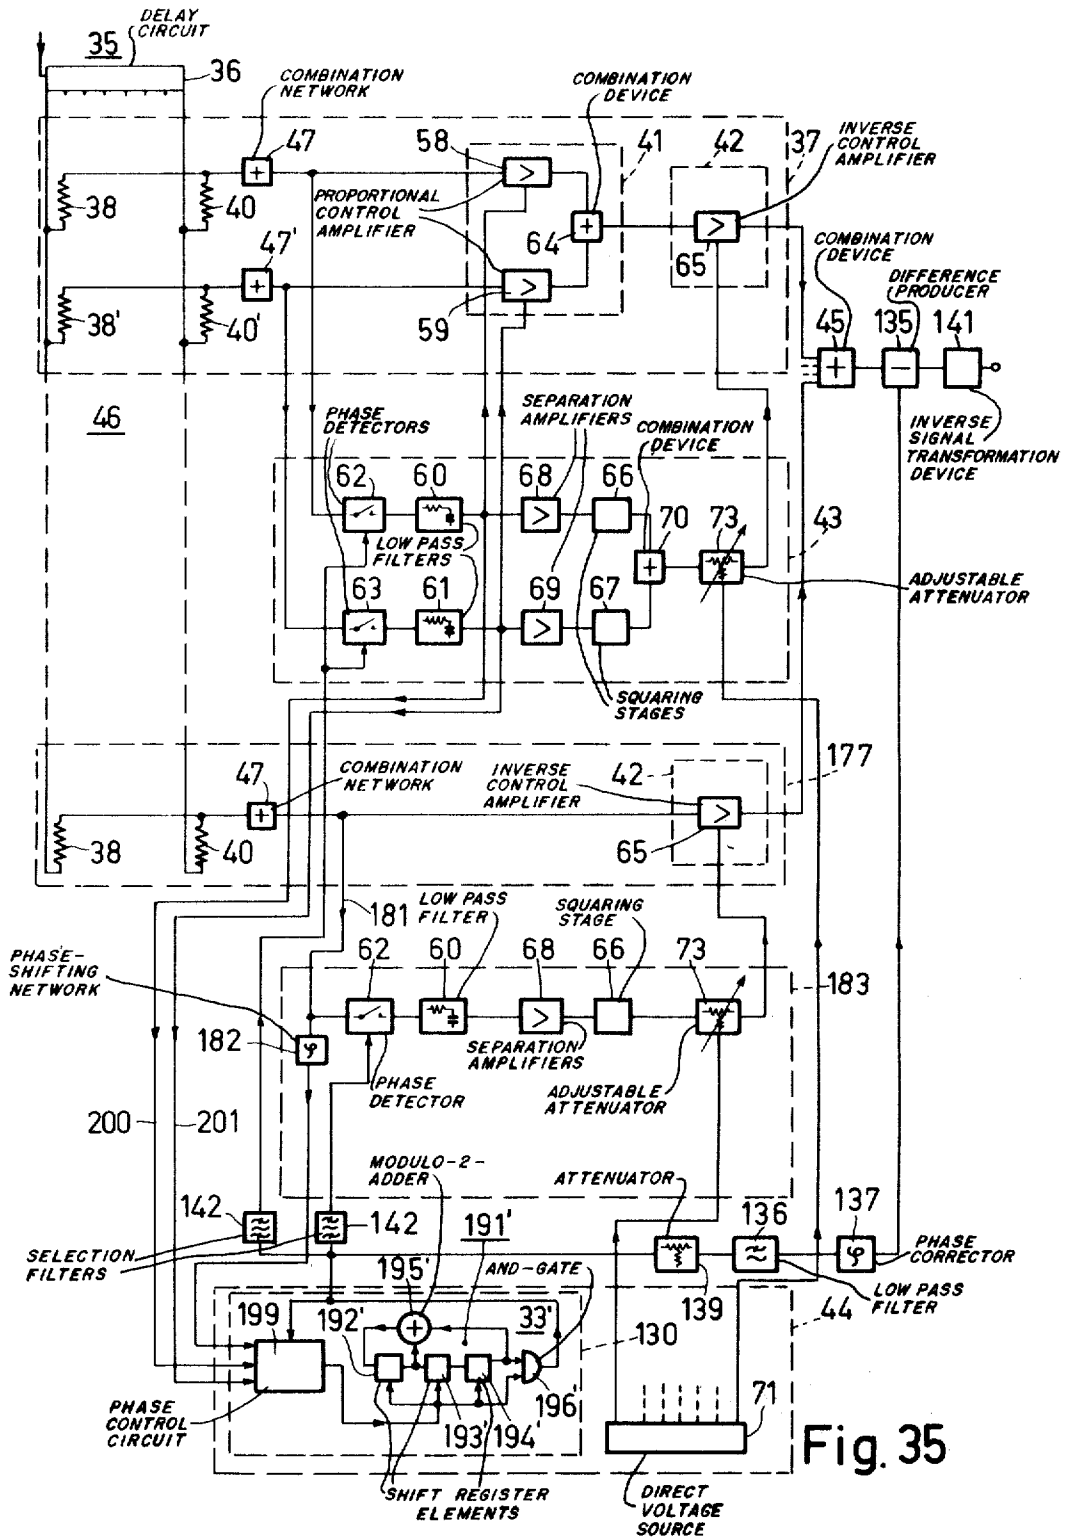 DELAY
CIRCUIT
35
36
COMBINATION
NETWORK
COMBINATION
DEVICE
INVERSE
CONTROL
AMPLIFIER
47
58
41
42
37
+
>
38
40
PROPORTIONAL
CONTROL
AMPLIFIER
64
+
65
>
47'
+
COMBINATION
DEVICE
DIFFERENCE
PRODUCER
38'
40'
59
>
45
135
141
+
−
46
PHASE
DETECTORS
SEPARATION
AMPLIFIERS
COMBINATION
DEVICE
INVERSE
SIGNAL
TRANSFORMATION
DEVICE
62
60
68
66
>
70
73
43
LOW PASS
FILTERS
+
63
61
69
67
>
ADJUSTABLE
ATTENUATOR
SQUARING
STAGES
47
COMBINATION
NETWORK
INVERSE
CONTROL
AMPLIFIER
42
177
+
>
38
40
65
181
LOW PASS
FILTER
SQUARING
STAGE
PHASE-
SHIFTING
NETWORK
62
60
68
66
73
183
>
182
φ
SEPARATION
AMPLIFIERS
PHASE
DETECTOR
ADJUSTABLE
ATTENUATOR
200
201
MODULO-2-
ADDER
ATTENUATOR
142
142
191'
136
137
φ
SELECTION
FILTERS
PHASE
CORRECTOR
195'
AND-GATE
139
LOW PASS
FILTER
199
192'
+
33'
130
44
196'
71
PHASE
CONTROL
CIRCUIT
193'
194'
SHIFT REGISTER
ELEMENTS
DIRECT
VOLTAGE
SOURCE
Fig. 35